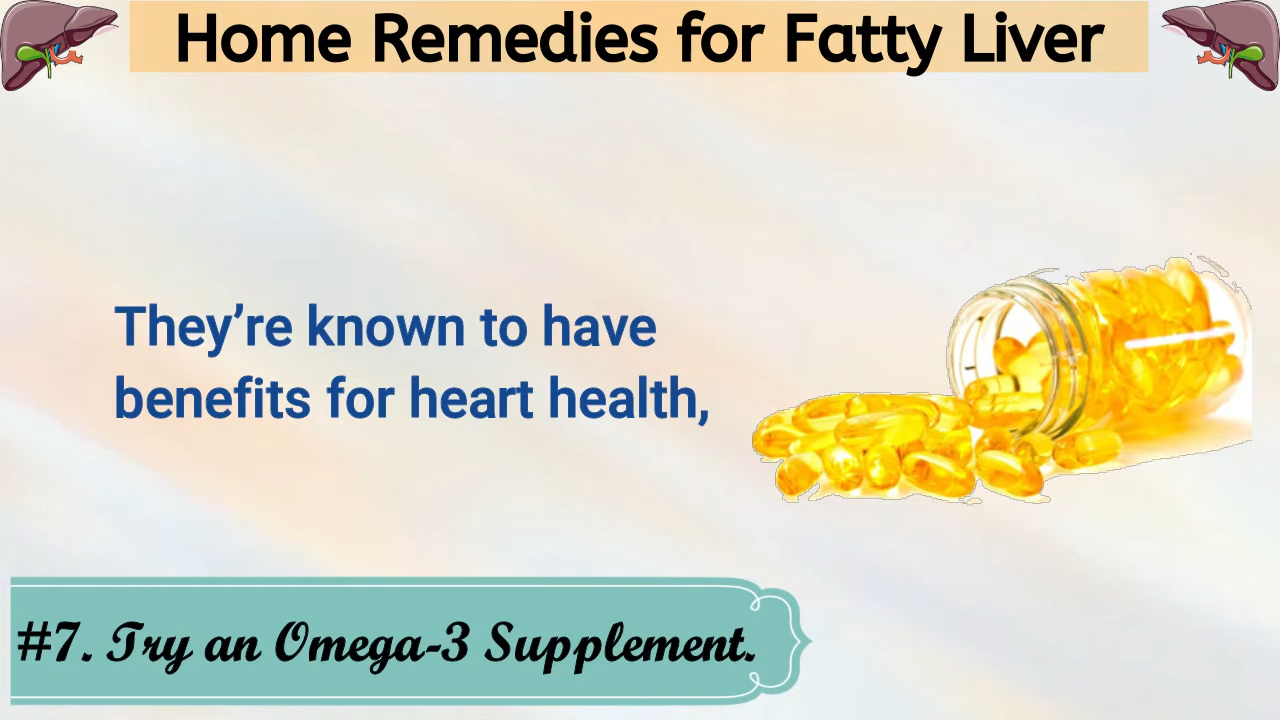 Home Remedies for Fatty Liver
They’re known to have
benefits for heart health,
#7. Try an Omega-3 Supplement.